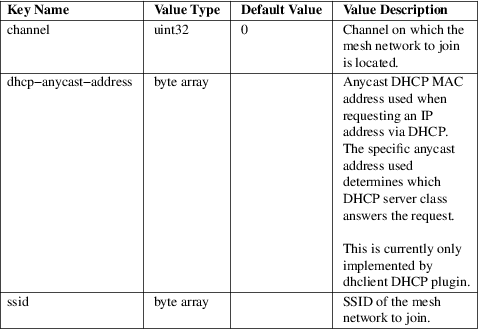 Key Name Value Type Default Value Value Description
channel uint32 0 Channel on which the
mesh network to join
is located.
dhcp−anycast−address byte array Anycast DHCP MAC
address used when
requesting an IP
address via DHCP.
The specific anycast
address used
determines which
DHCP server class
answers the request.
This is currently only
implemented by
dhclient DHCP plugin.
ssid byte array SSID of the mesh
network to join.